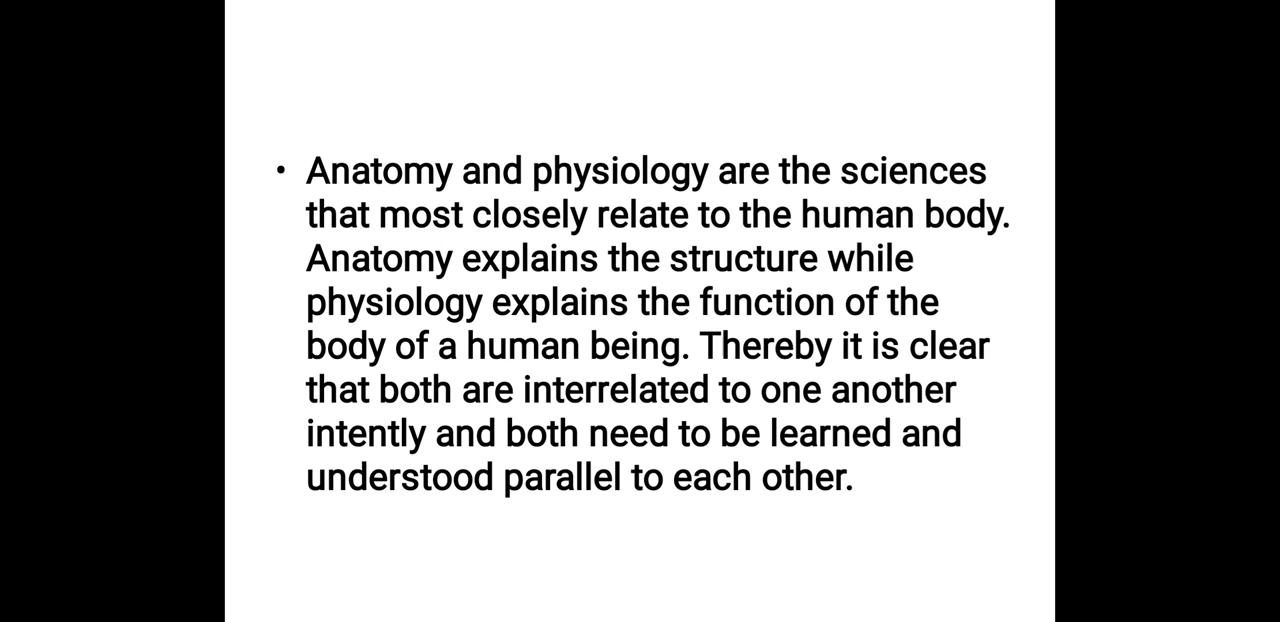 • Anatomy and physiology are the sciences
that most closely relate to the human body.
Anatomy explains the structure while
physiology explains the function of the
body of a human being. Thereby it is clear
that both are interrelated to one another
intently and both need to be learned and
understood parallel to each other.